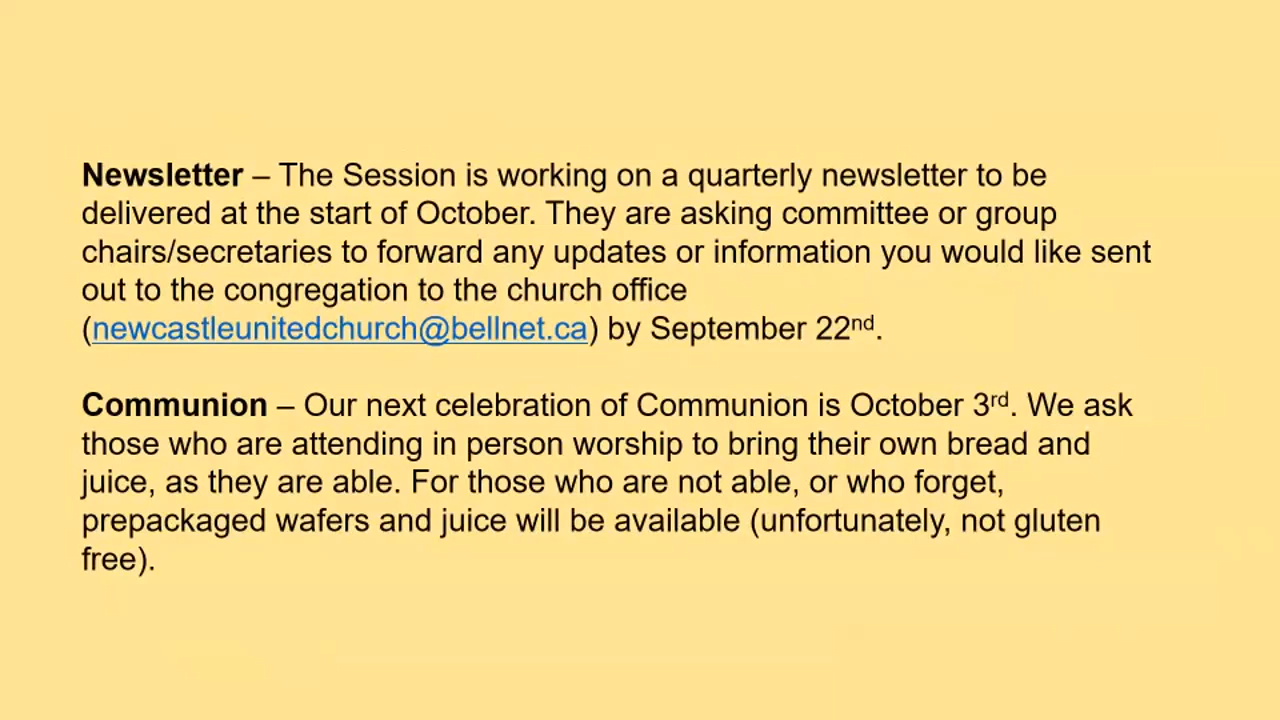 Newsletter – The Session is working on a quarterly newsletter to be
delivered at the start of October. They are asking committee or group
chairs/secretaries to forward any updates or information you would like sent
out to the congregation to the church office
(newcastleunitedchurch@bellnet.ca) by September 22nd.
Communion – Our next celebration of Communion is October 3rd. We ask
those who are attending in person worship to bring their own bread and
juice, as they are able. For those who are not able, or who forget,
prepackaged wafers and juice will be available (unfortunately, not gluten
free).